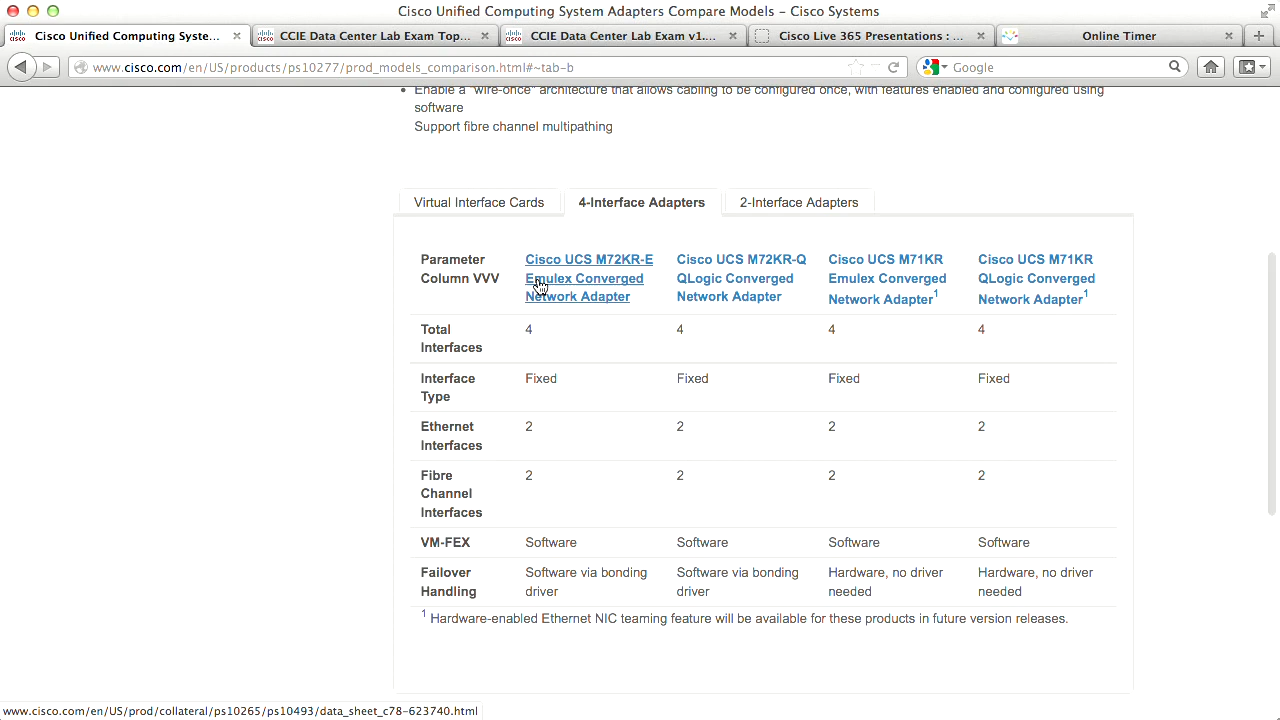 Cisco Unified Computing System Adapters Compare Models – Cisco Systems
Cisco Unified Computing Syste...
CCIE Data Center Lab Exam Top...
CCIE Data Center Lab Exam v1....
Cisco Live 365 Presentations : ...
Online Timer
www.cisco.com/en/US/products/ps10277/prod_models_comparison.html#~tab-b
Google
Enable a "wire-once" architecture that allows cabling to be configured once, with features enabled and configured using
software
Support fibre channel multipathing
Virtual Interface Cards
4-Interface Adapters
2-Interface Adapters
Parameter
Column VVV
Cisco UCS M72KR-E
Emulex Converged
Network Adapter
Cisco UCS M72KR-Q
QLogic Converged
Network Adapter
Cisco UCS M71KR
Emulex Converged
Network Adapter1
Cisco UCS M71KR
QLogic Converged
Network Adapter1
Total
Interfaces
4
4
4
4
Interface
Type
Fixed
Fixed
Fixed
Fixed
Ethernet
Interfaces
2
2
2
2
Fibre
Channel
Interfaces
2
2
2
2
VM-FEX
Software
Software
Software
Software
Failover
Handling
Software via bonding
driver
Software via bonding
driver
Hardware, no driver
needed
Hardware, no driver
needed
1 Hardware-enabled Ethernet NIC teaming feature will be available for these products in future version releases.
www.cisco.com/en/US/prod/collateral/ps10265/ps10493/data_sheet_c78-623740.html